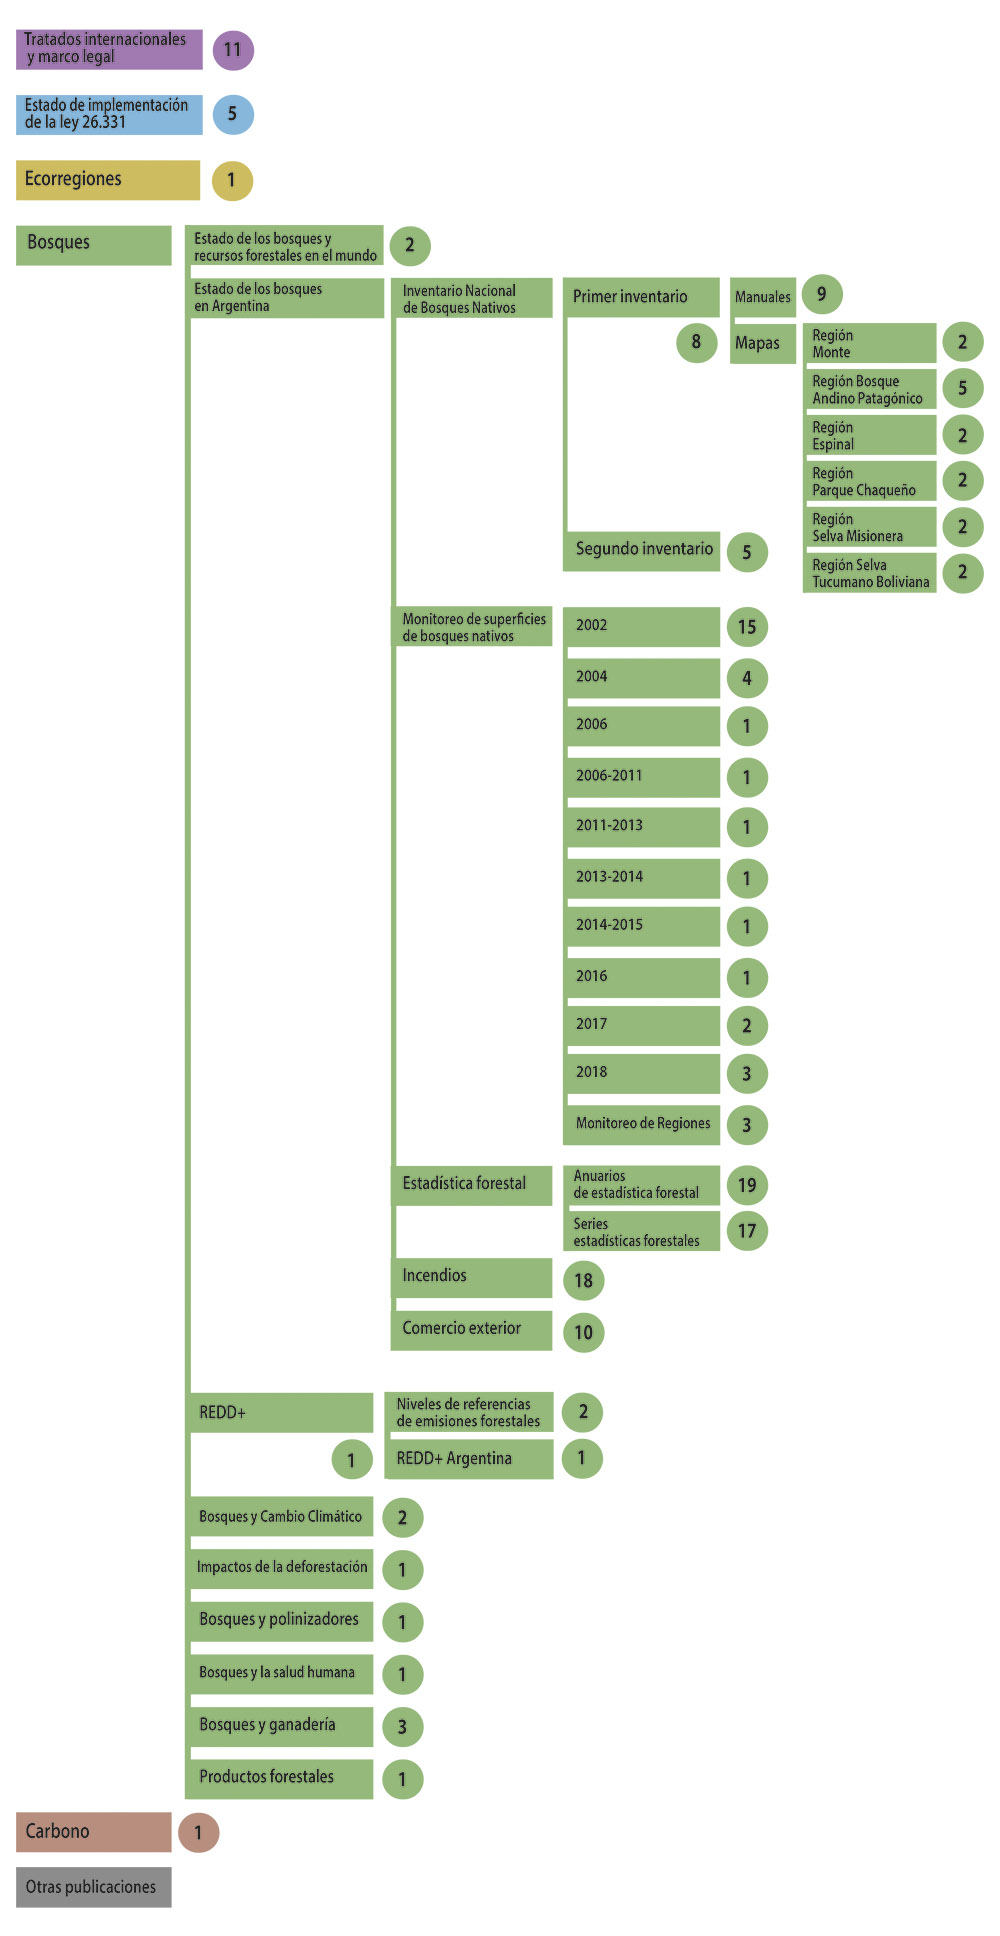 Tratados internacionales
y marco legal
11
Estado de implementación
de la ley 26.331
5
Ecorregiones
1
Bosques
Estado de los bosques y
recursos forestales en el mundo
2
Estado de los bosques
en Argentina
Inventario Nacional
de Bosques Nativos
Primer inventario
8
Manuales
9
Mapas
Región
Monte
2
Región Bosque
Andino Patagónico
5
Región
Espinal
2
Región
Parque Chaqueño
2
Región
Selva Misionera
2
Región Selva
Tucumano Boliviana
2
Segundo inventario
5
Monitoreo de superficies
de bosques nativos
2002
15
2004
4
2006
1
2006-2011
1
2011-2013
1
2013-2014
1
2014-2015
1
2016
1
2017
2
2018
3
Monitoreo de Regiones
3
Estadística forestal
Anuarios
de estadística forestal
19
Series
estadísticas forestales
17
Incendios
18
Comercio exterior
10
REDD+
1
Niveles de referencias
de emisiones forestales
2
REDD+ Argentina
1
Bosques y Cambio Climático
2
Impactos de la deforestación
1
Bosques y polinizadores
1
Bosques y la salud humana
1
Bosques y ganadería
3
Productos forestales
1
Carbono
1
Otras publicaciones